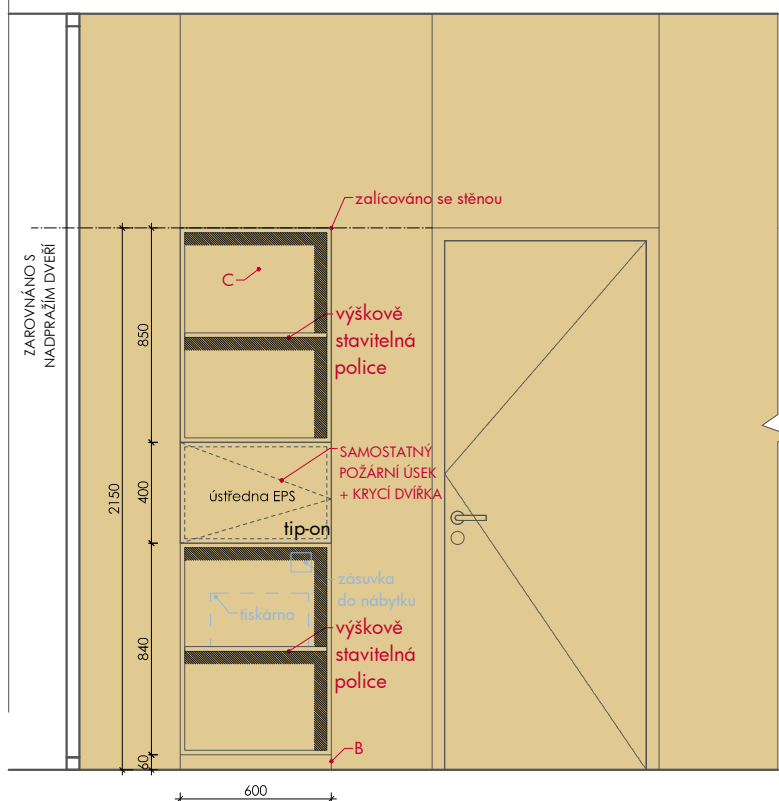 zalícováno se stěnou
ZAROVNÁNO S
NADPRAŽÍM DVEŘÍ
C
výškově
stavitelná
police
850
SAMOSTATNÝ
POŽÁRNÍ ÚSEK
+ KRYCÍ DVÍŘKA
ústředna EPS
400
2150
tip-on
zásuvka
do nábytku
tiskárna
výškově
stavitelná
police
840
B
60
600